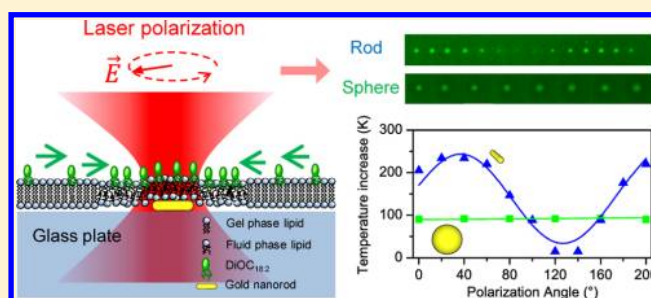 Laser polarization
E
Glass plate
Gel phase lipid
Fluid phase lipid
DiOC18:2
Gold nanorod
Rod
Sphere
Temperature increase (K)
300
200
100
0
0 40 80 120 160 200
Polarization Angle (°)